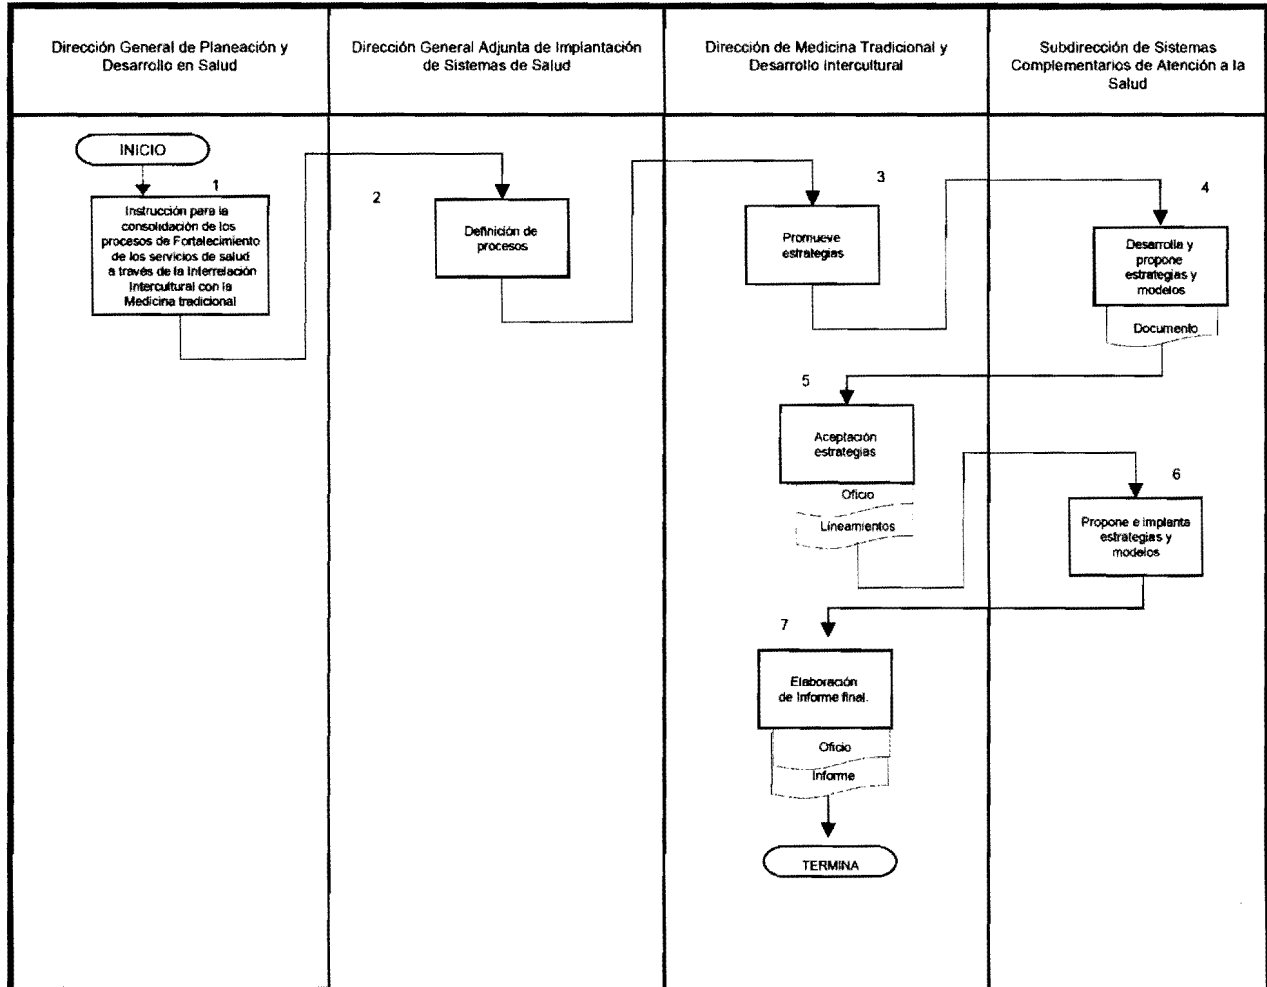 Dirección General de Planeación y
Desarrollo en Salud
Dirección General Adjunta de Implantación
de Sistemas de Salud
Dirección de Medicina Tradicional y
Desarrollo Intercultural
Subdirección de Sistemas
Complementarios de Atención a la
Salud
INICIO
1
Instrucción para la
consolidación de los
procesos de Fortalecimiento
de los servicios de salud
a través de la Interrelación
Intercultural con la
Medicina tradicional
2
Definición de
procesos
3
Promueve
estrategias
4
Desarrolla y
propone
estrategias y
modelos
Documento
5
Aceptación
estrategias
Oficio
Lineamientos
6
Propone e implanta
estrategias y
modelos
7
Elaboración
de Informe final.
Oficio
Informe
TERMINA